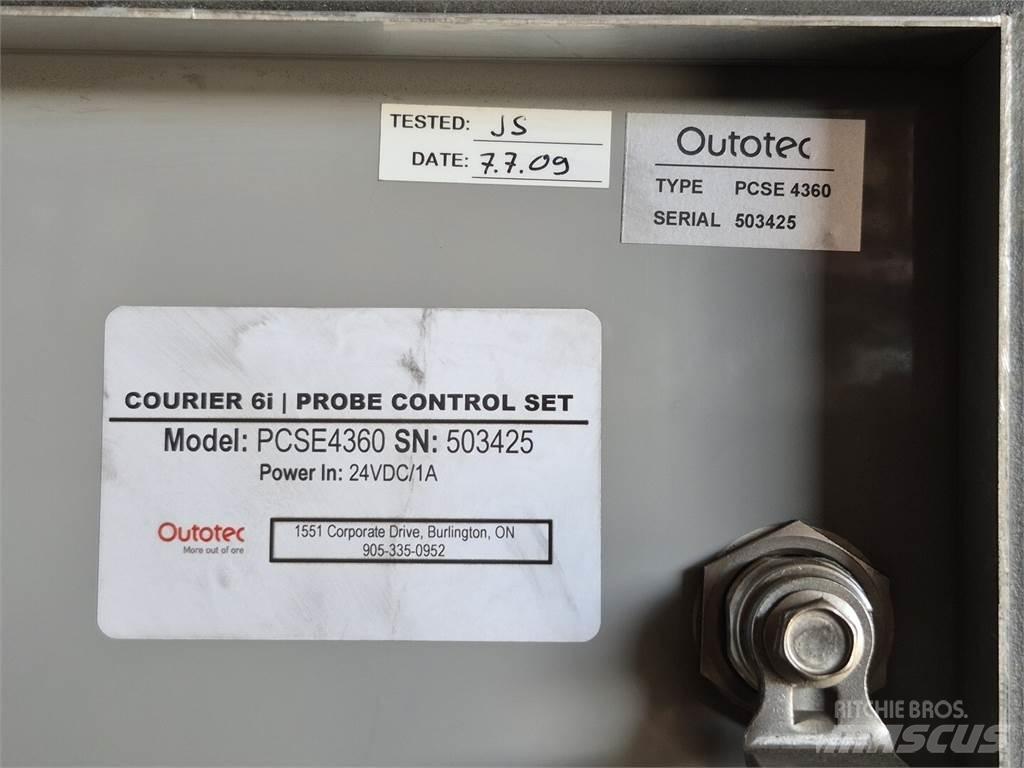 TESTED: JS
DATE: 7.7.09
Outotec
TYPE PCSE 4360
SERIAL 503425
COURIER 6i | PROBE CONTROL SET
Model: PCSE4360 SN: 503425
Power In: 24VDC/1A
Outotec
More out of ore
1551 Corporate Drive, Burlington, ON
905-335-0952
RITCHIE BROS.
MASCUS